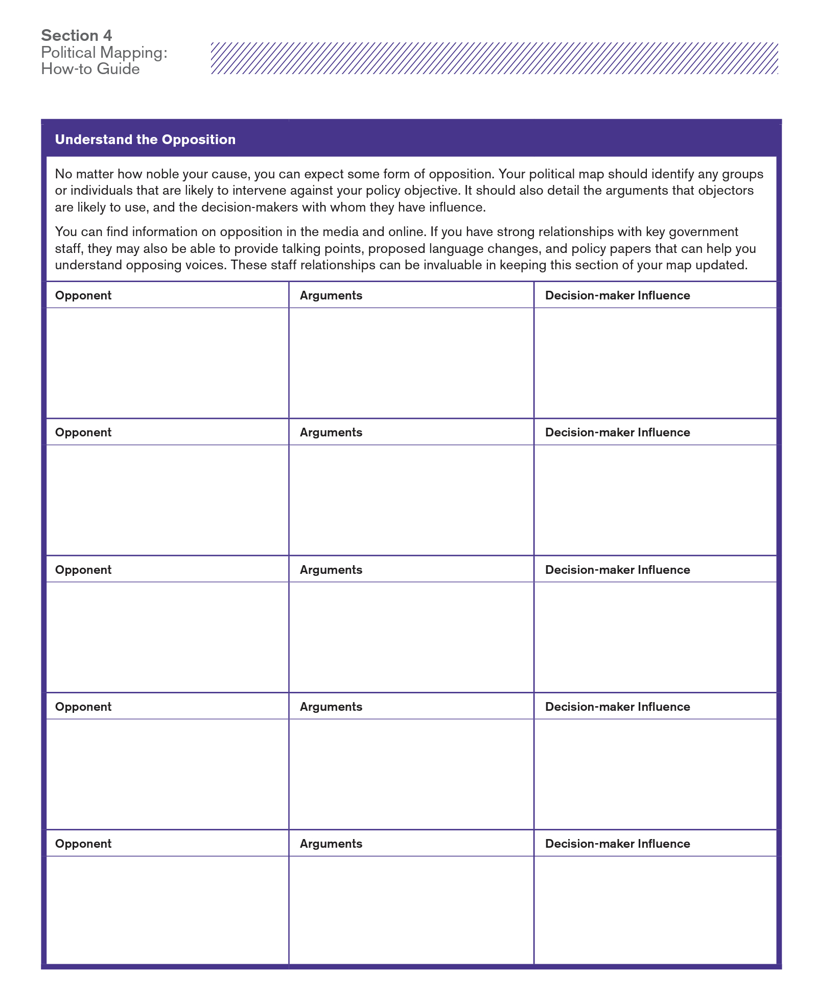 Section 4
Political Mapping:
How-to Guide
Understand the Opposition
No matter how noble your cause, you can expect some form of opposition. Your political map should identify any groups
or individuals that are likely to intervene against your policy objective. It should also detail the arguments that objectors
are likely to use, and the decision-makers with whom they have influence.
You can find information on opposition in the media and online. If you have strong relationships with key government
staff, they may also be able to provide talking points, proposed language changes, and policy papers that can help you
understand opposing voices. These staff relationships can be invaluable in keeping this section of your map updated.
Opponent Arguments Decision-maker Influence
Opponent Arguments Decision-maker Influence
Opponent Arguments Decision-maker Influence
Opponent Arguments Decision-maker Influence
Opponent Arguments Decision-maker Influence